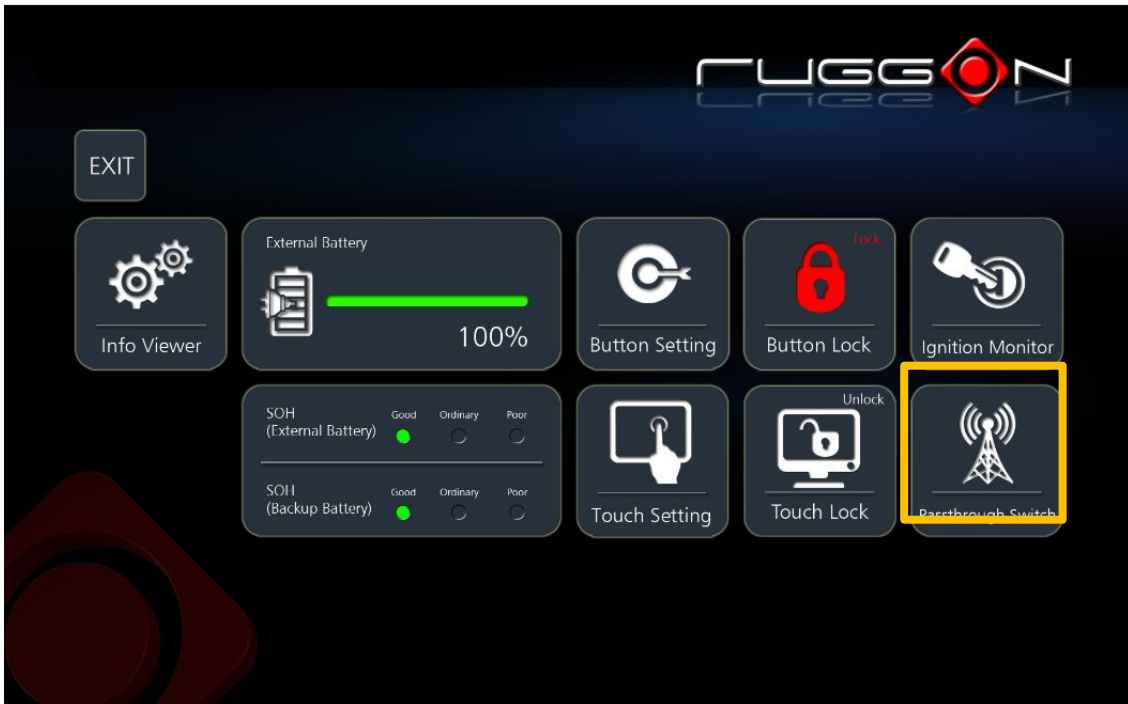 RUGGON
EXIT
Info Viewer
External Battery
100%
Button Setting
Lock
Button Lock
Ignition Monitor
SOH
(External Battery)
Good Ordinary Poor
SOH
(Backup Battery)
Good Ordinary Poor
Touch Setting
Unlock
Touch Lock
Passthrough Switch